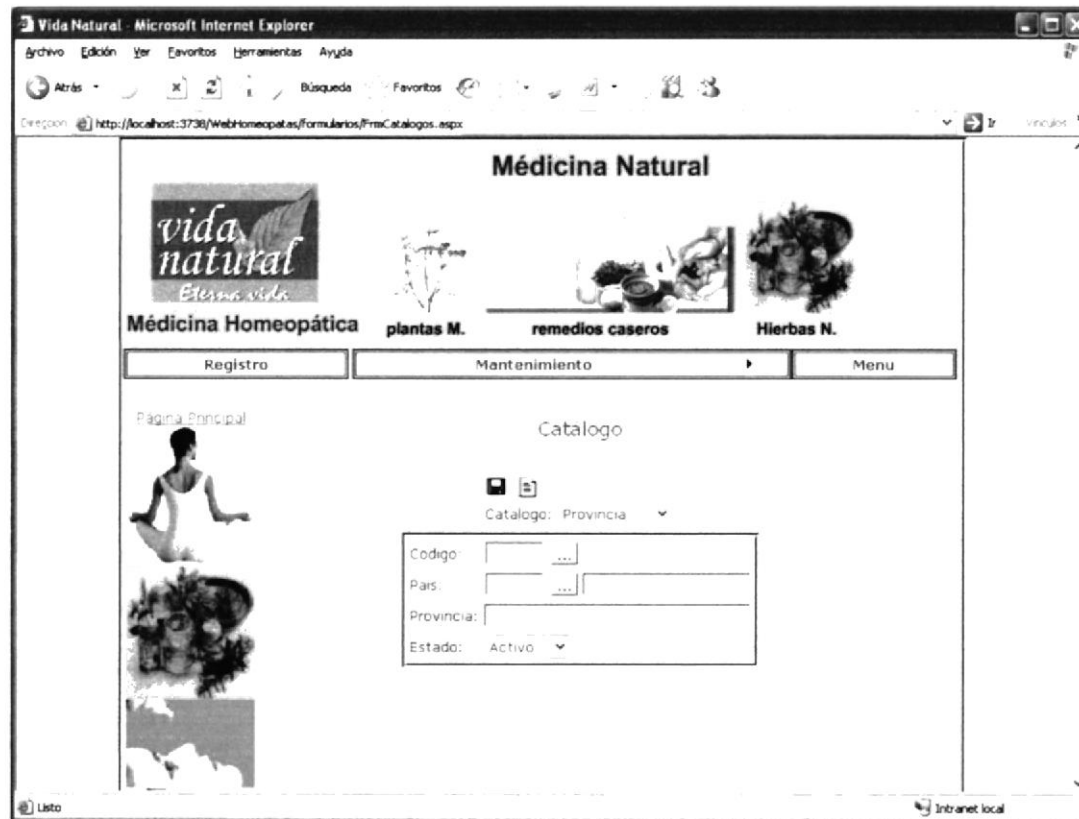 Vida Natural - Microsoft Internet Explorer
Archivo Edición Ver Favoritos Herramientas Ayuda
Atrás Búsqueda Favoritos
Dirección http://localhost:3738/WebHomeopatas/Formularios/FrmCatalogos.aspx Ir Vínculos
Médicina Natural
vida
natural
Eterna vida
Médicina Homeopática
plantas M. remedios caseros Hierbas N.
Registro Mantenimiento Menu
Página Principal
Catalogo
Catalogo: Provincia
Codigo: ...
Pais: ...
Provincia:
Estado: Activo
Listo Intranet local